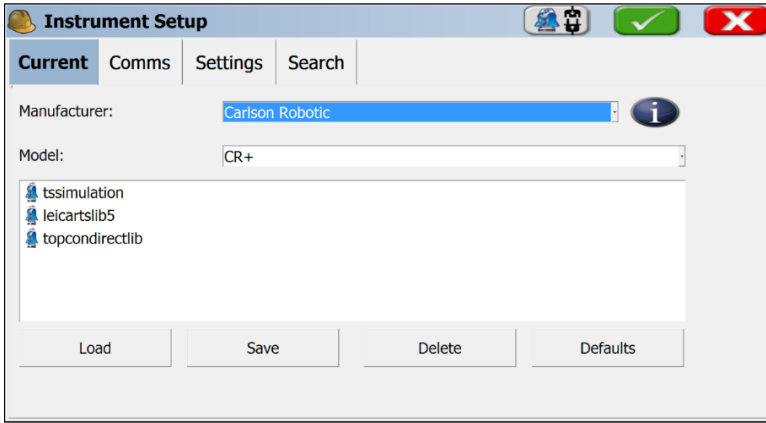 Instrument Setup
Current Comms Settings Search
Manufacturer: Carlson Robotic i
Model: CR+
tssimulation
leicartslib5
topcondirectlib
Load Save Delete Defaults